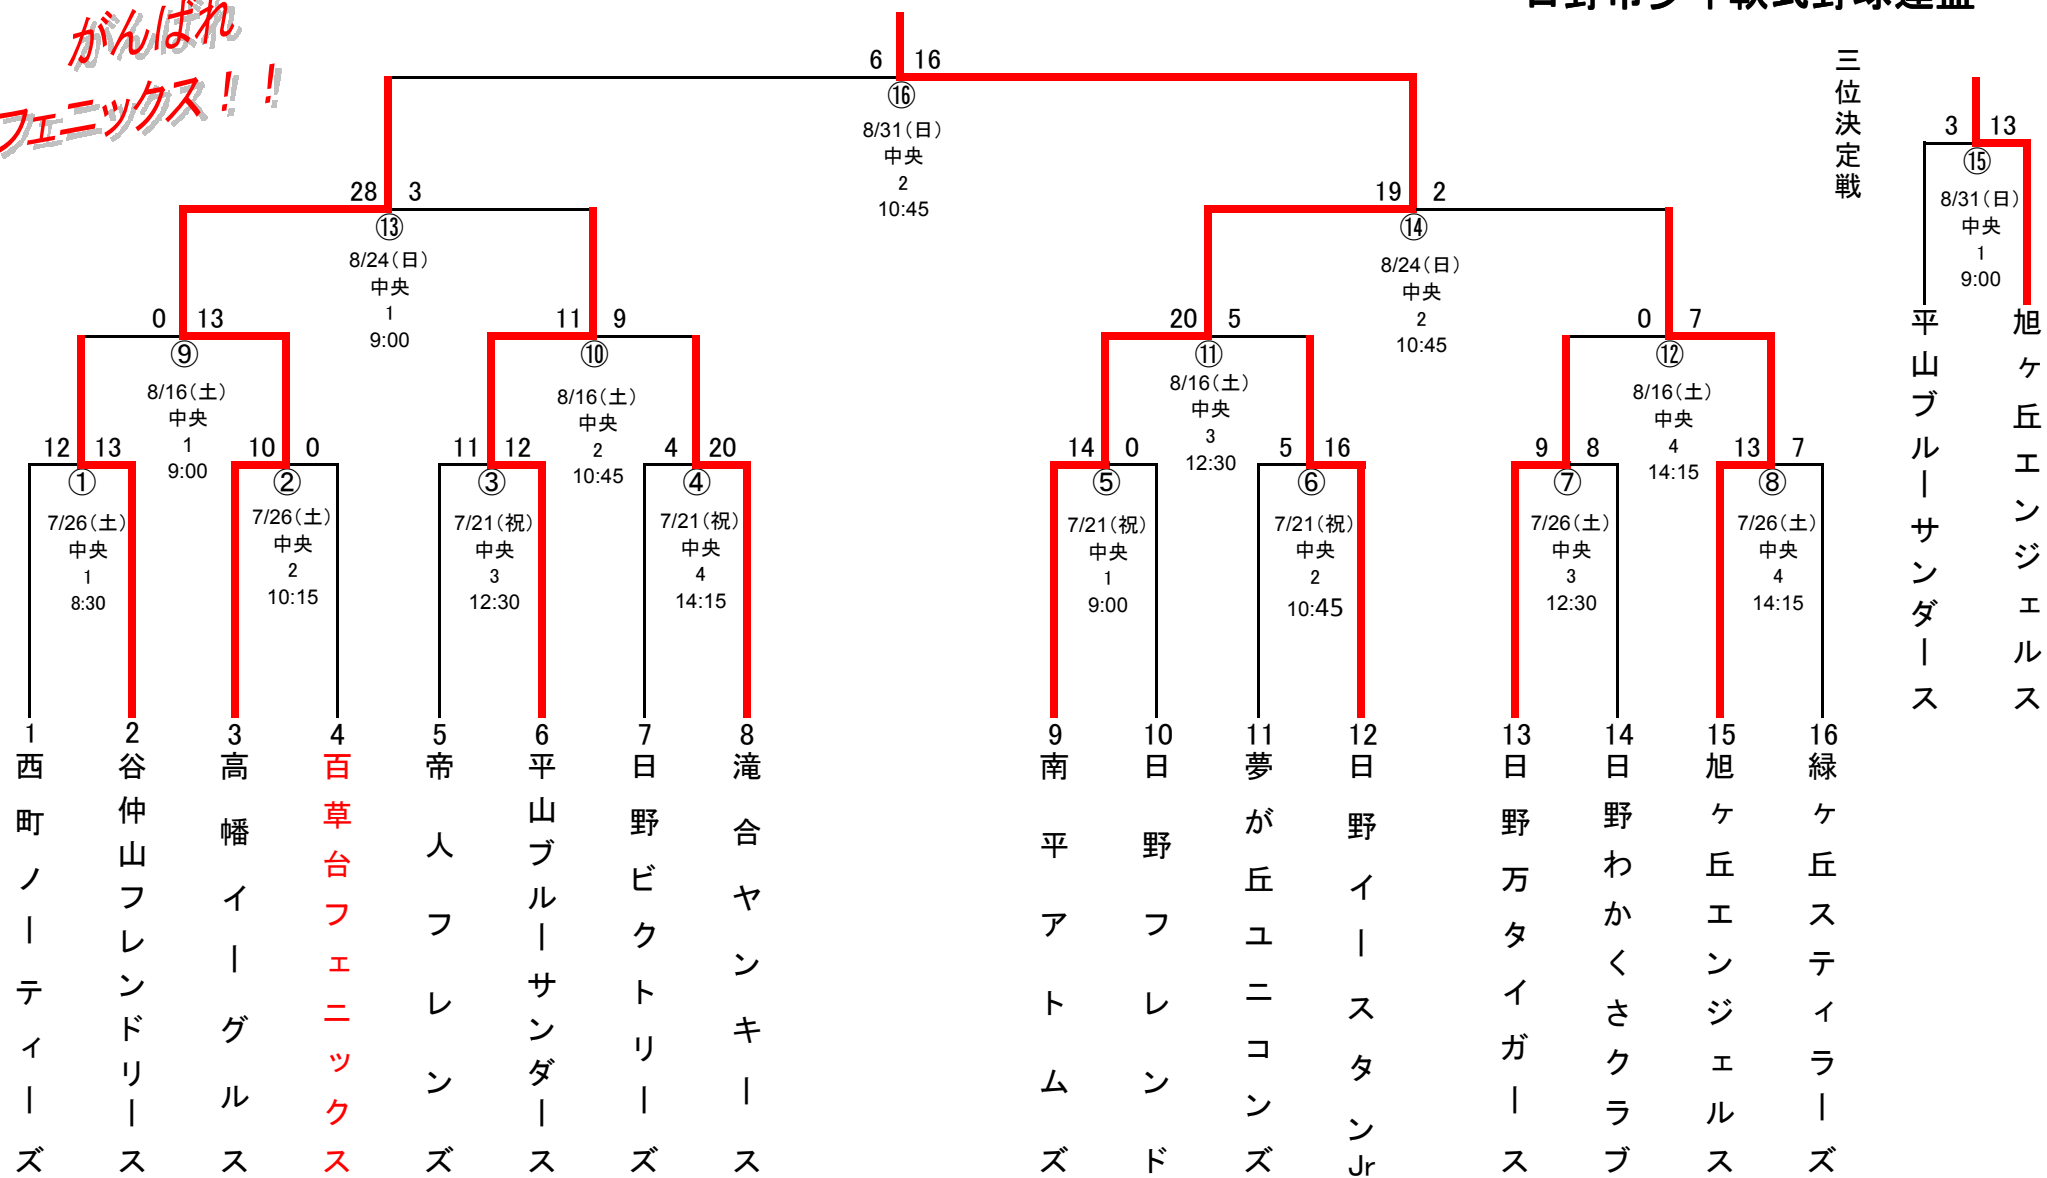 がんばれ
フェニックス！！
6 16
⑯
8/31(日)
中央
2
10:45
三位決定戦
3 13
⑮
8/31(日)
中央
1
9:00
平山ブルーサンダース
旭ヶ丘エンジェルス
28 3
⑬
8/24(日)
中央
1
9:00
19 2
⑭
8/24(日)
中央
2
10:45
0 13
⑨
8/16(土)
中央
1
9:00
11 9
⑩
8/16(土)
中央
2
10:45
20 5
⑪
8/16(土)
中央
3
12:30
0 7
⑫
8/16(土)
中央
4
14:15
12 13
①
7/26(土)
中央
1
8:30
10 0
②
7/26(土)
中央
2
10:15
11 12
③
7/21(祝)
中央
3
12:30
4 20
④
7/21(祝)
中央
4
14:15
14 0
⑤
7/21(祝)
中央
1
9:00
5 16
⑥
7/21(祝)
中央
2
10:45
9 8
⑦
7/26(土)
中央
3
12:30
13 7
⑧
7/26(土)
中央
4
14:15
1
西町ノーティーズ
2
谷仲山フレンドリース
3
高幡イーグルス
4
百草台フェニックス
5
帝人フレンズ
6
平山ブルーサンダース
7
日野ビクトリーズ
8
滝合ヤンキース
9
南平アトムズ
10
日野フレンド
11
夢が丘ユニコンズ
12
日野イースタンJr
13
日野万タイガース
14
日野わかくさクラブ
15
旭ヶ丘エンジェルス
16
緑ヶ丘スティラーズ